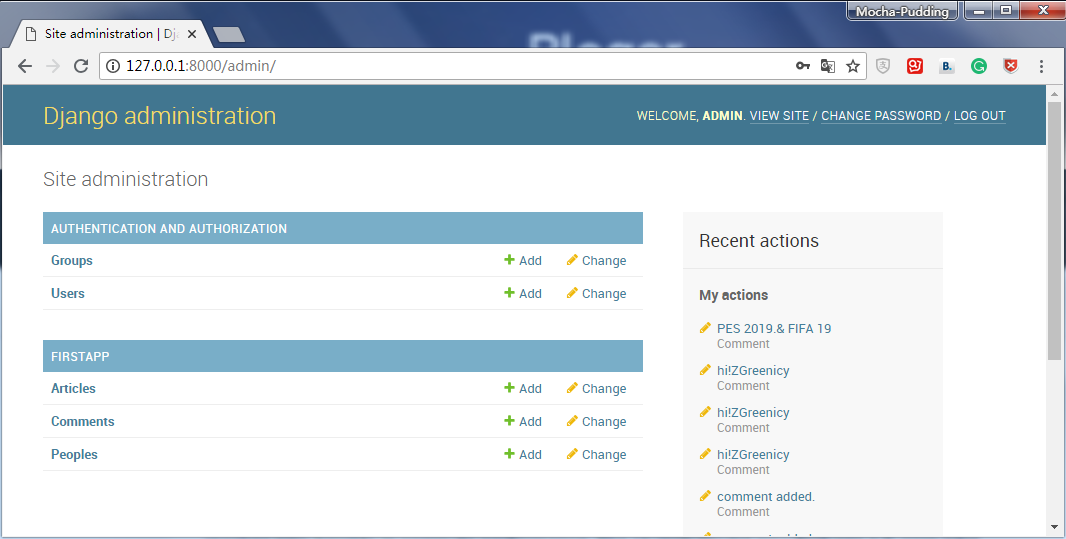 Mocha-Pudding
Site administration | Dj
127.0.0.1:8000/admin/
Django administration
WELCOME, ADMIN. VIEW SITE / CHANGE PASSWORD / LOG OUT
Site administration
AUTHENTICATION AND AUTHORIZATION
Groups Add Change
Users Add Change
FIRSTAPP
Articles Add Change
Comments Add Change
Peoples Add Change
Recent actions
My actions
PES 2019.& FIFA 19
Comment
hi!ZGreenicy
Comment
hi!ZGreenicy
Comment
hi!ZGreenicy
Comment
comment added.
Comment